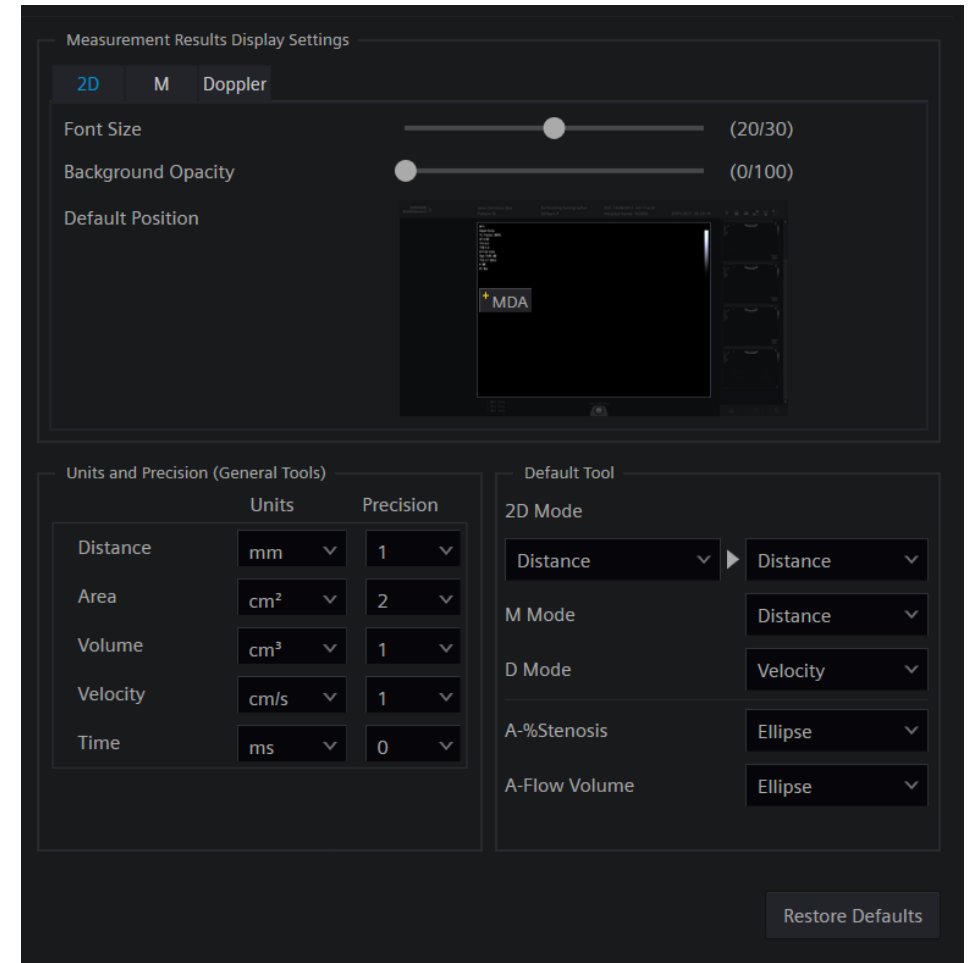 Measurement Results Display Settings
2D M Doppler
Font Size (20/30)
Background Opacity (0/100)
Default Position
+ MDA
Units and Precision (General Tools)
Units Precision
Distance mm 1
Area cm² 2
Volume cm³ 1
Velocity cm/s 1
Time ms 0
Default Tool
2D Mode
Distance Distance
M Mode Distance
D Mode Velocity
A-%Stenosis Ellipse
A-Flow Volume Ellipse
Restore Defaults